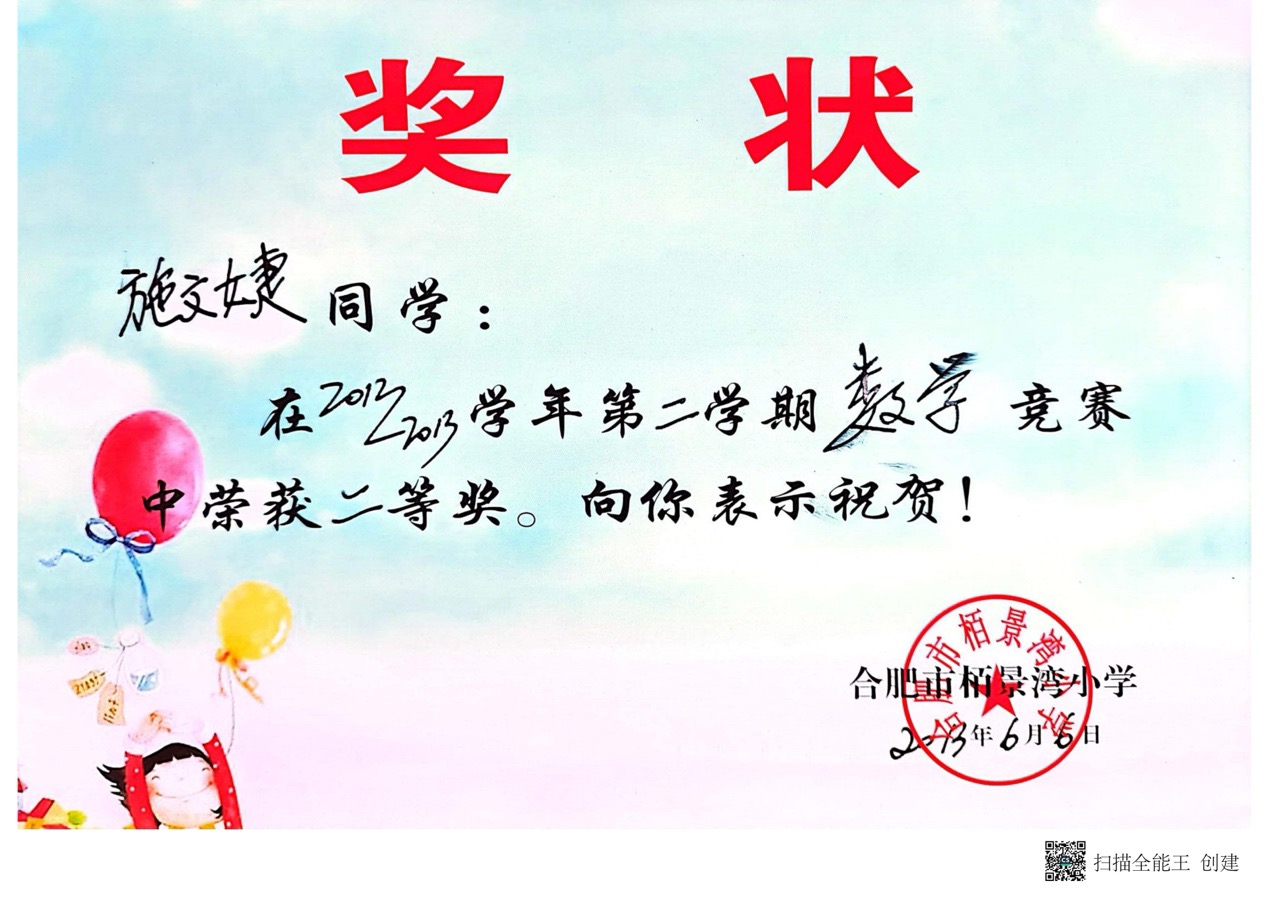 奖 状
施文婕同学：
在2012～2013学年第二学期数学竞赛
中荣获二等奖。向你表示祝贺！
合肥市栢景湾小学
合肥市栢景湾小学
2013年6月6日
扫描全能王 创建